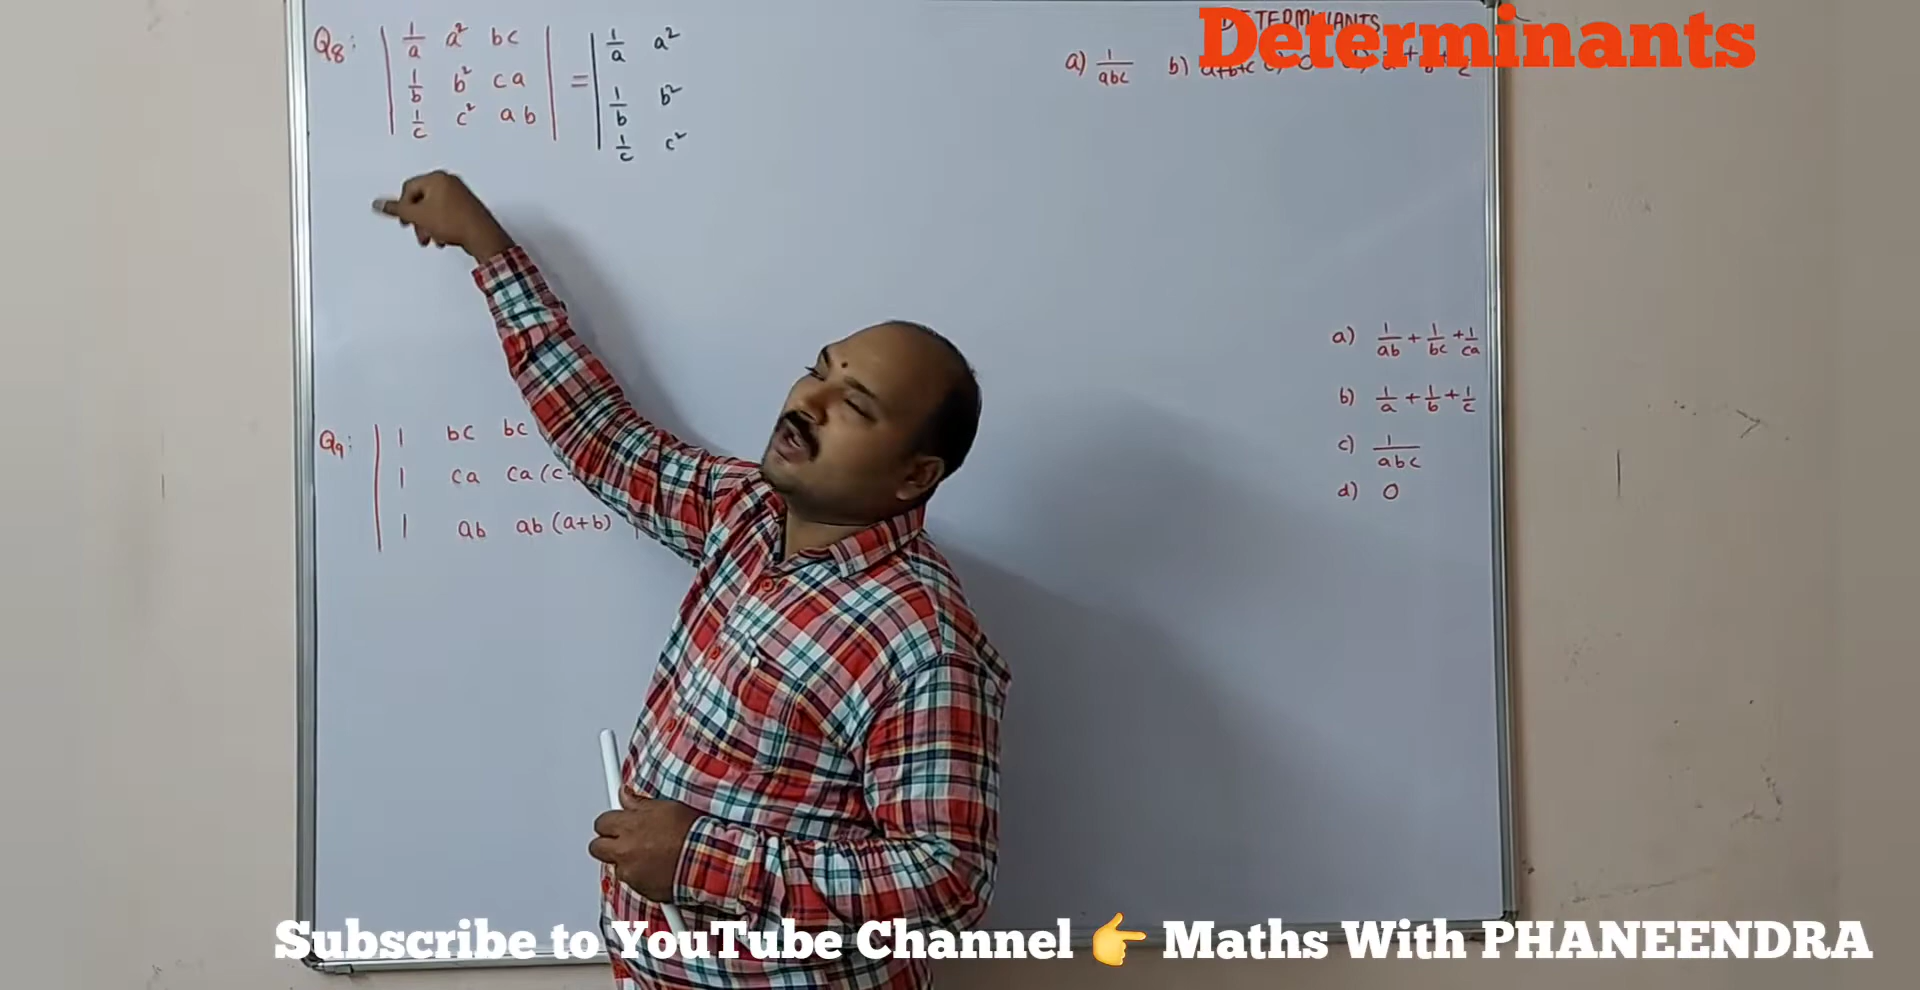 DETERMINANTS
Determinants
Q8: | 1/a a² bc | = | 1/a a²
| 1/b b² ca | | 1/b b²
| 1/c c² ab | | 1/c c²
a) 1/abc b) a+b+c c) 0
Q9: | 1 bc bc
| 1 ca ca (c
| 1 ab ab (a+b)
a) 1/ab + 1/bc + 1/ca
b) 1/a + 1/b + 1/c
c) 1/abc
d) 0
Subscribe to YouTube Channel 👉 Maths With PHANEENDRA